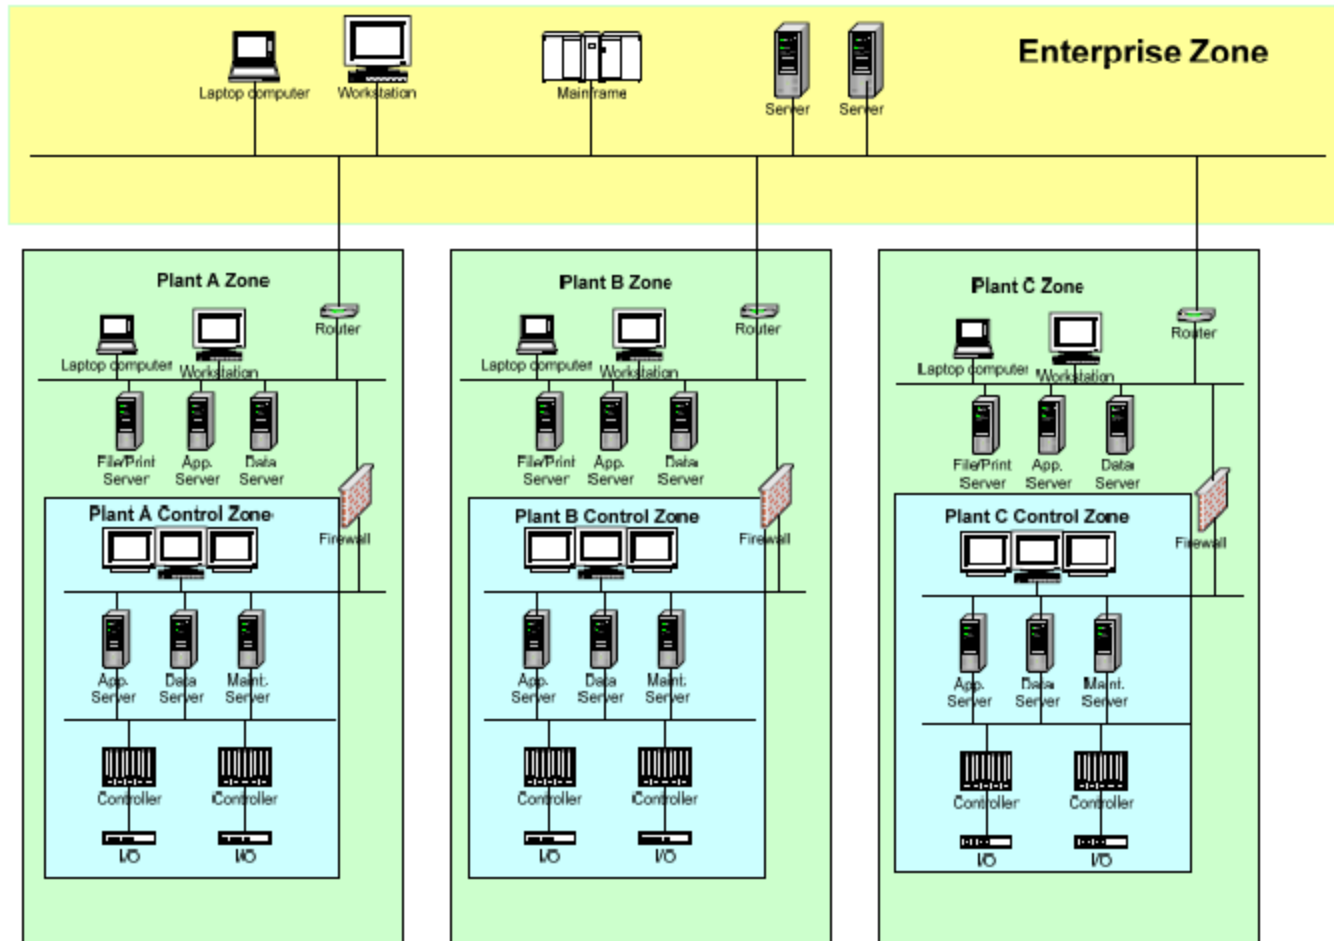 Enterprise Zone
Laptop computer
Workstation
Mainframe
Server
Server
Plant A Zone
Router
Laptop computer
Workstation
File/Print
Server
App.
Server
Data
Server
Plant A Control Zone
Firewall
App.
Server
Data
Server
Maint.
Server
Controller
Controller
I/O
I/O
Plant B Zone
Router
Laptop computer
Workstation
File/Print
Server
App.
Server
Data
Server
Plant B Control Zone
Firewall
App.
Server
Data
Server
Maint.
Server
Controller
Controller
I/O
I/O
Plant C Zone
Router
Laptop computer
Workstation
File/Print
Server
App.
Server
Data
Server
Plant C Control Zone
Firewall
App.
Server
Data
Server
Maint.
Server
Controller
Controller
I/O
I/O